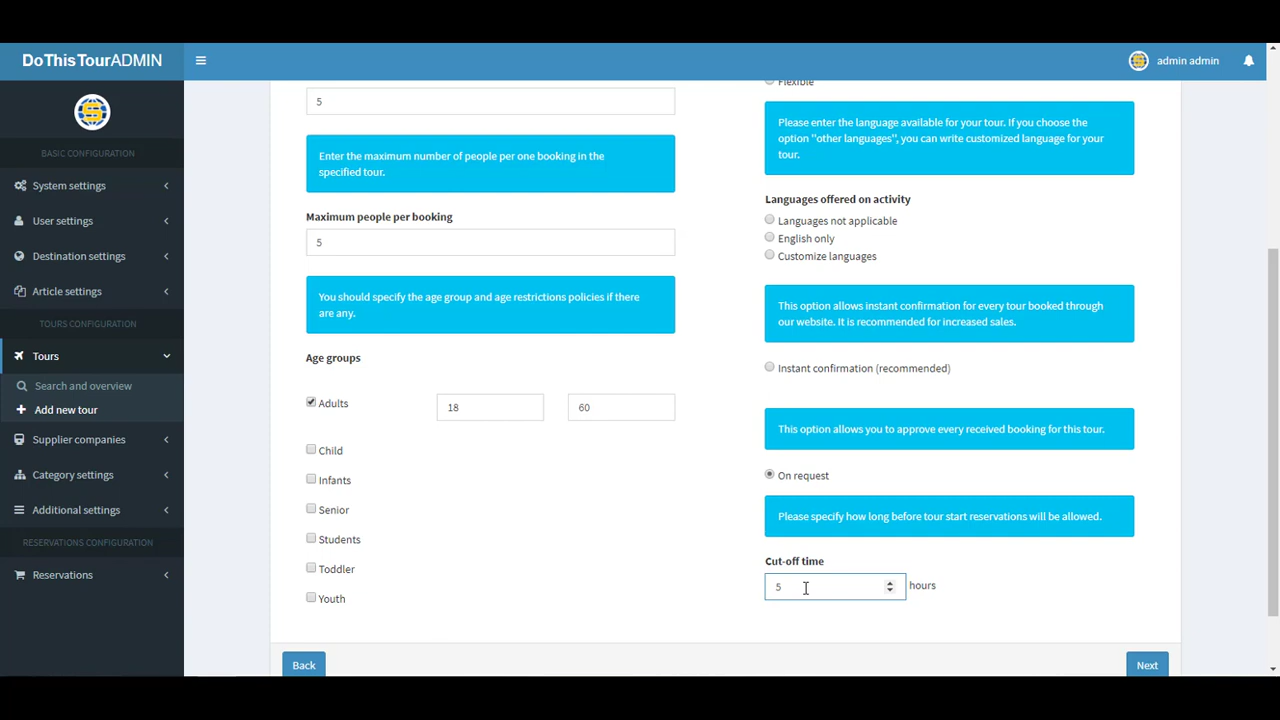 DoThisTourADMIN
admin admin
BASIC CONFIGURATION
System settings
User settings
Destination settings
Article settings
TOURS CONFIGURATION
Tours
Search and overview
Add new tour
Supplier companies
Category settings
Additional settings
RESERVATIONS CONFIGURATION
Reservations
5
Enter the maximum number of people per one booking in the
specified tour.
Maximum people per booking
5
You should specify the age group and age restrictions policies if there
are any.
Age groups
Adults
18
60
Child
Infants
Senior
Students
Toddler
Youth
Back
Flexible
Please enter the language available for your tour. If you choose the
option "other languages", you can write customized language for your
tour.
Languages offered on activity
Languages not applicable
English only
Customize languages
This option allows instant confirmation for every tour booked through
our website. It is recommended for increased sales.
Instant confirmation (recommended)
This option allows you to approve every received booking for this tour.
On request
Please specify how long before tour start reservations will be allowed.
Cut-off time
5
hours
Next